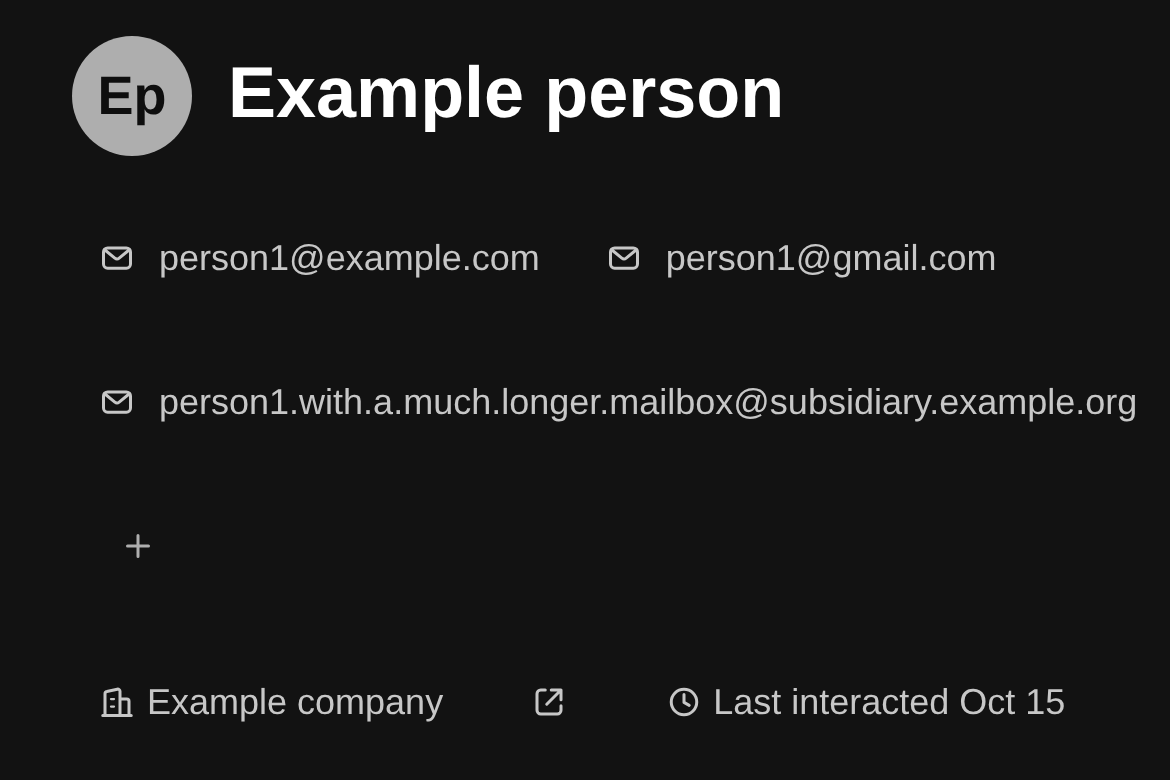 Ep Example person
person1@example.com person1@gmail.com
person1.with.a.much.longer.mailbox@subsidiary.example.org
Example company Last interacted Oct 15